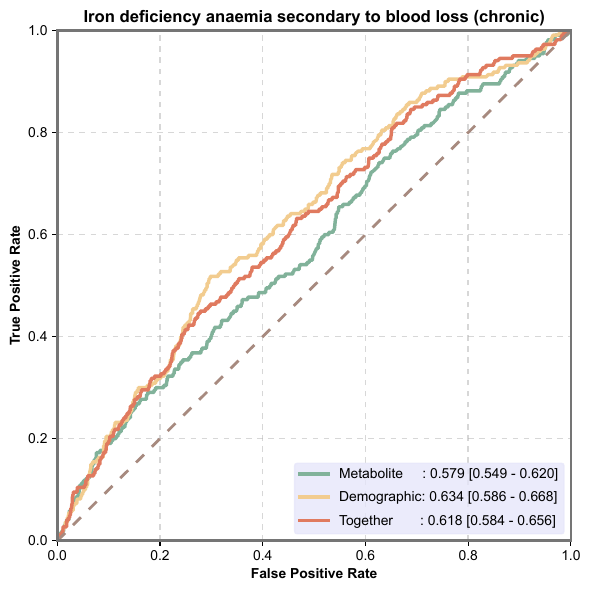 Iron deficiency anaemia secondary to blood loss (chronic)
1.0
0.8
0.6
0.4
0.2
0.0
True Positive Rate
Metabolite : 0.579 [0.549 - 0.620]
Demographic: 0.634 [0.586 - 0.668]
Together : 0.618 [0.584 - 0.656]
0.0 0.2 0.4 0.6 0.8 1.0
False Positive Rate